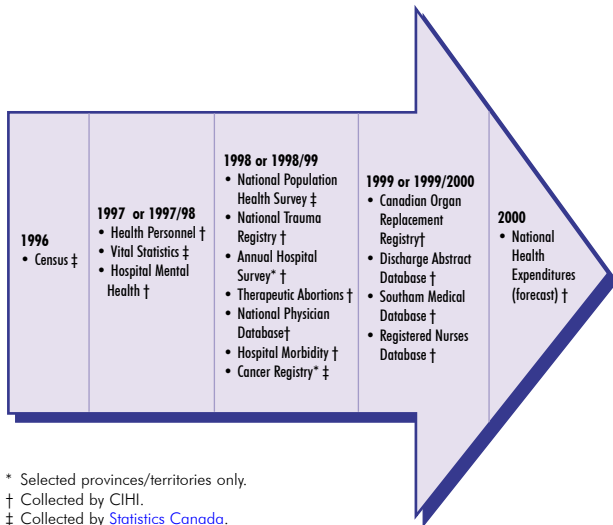 1996
• Census ‡
1997 or 1997/98
• Health Personnel †
• Vital Statistics ‡
• Hospital Mental
Health †
1998 or 1998/99
• National Population
Health Survey ‡
• National Trauma
Registry †
• Annual Hospital
Survey* †
• Therapeutic Abortions †
• National Physician
Database†
• Hospital Morbidity †
• Cancer Registry* ‡
1999 or 1999/2000
• Canadian Organ
Replacement
Registry†
• Discharge Abstract
Database †
• Southam Medical
Database †
• Registered Nurses
Database †
2000
• National
Health
Expenditures
(forecast) †
* Selected provinces/territories only.
† Collected by CIHI.
‡ Collected by Statistics Canada.